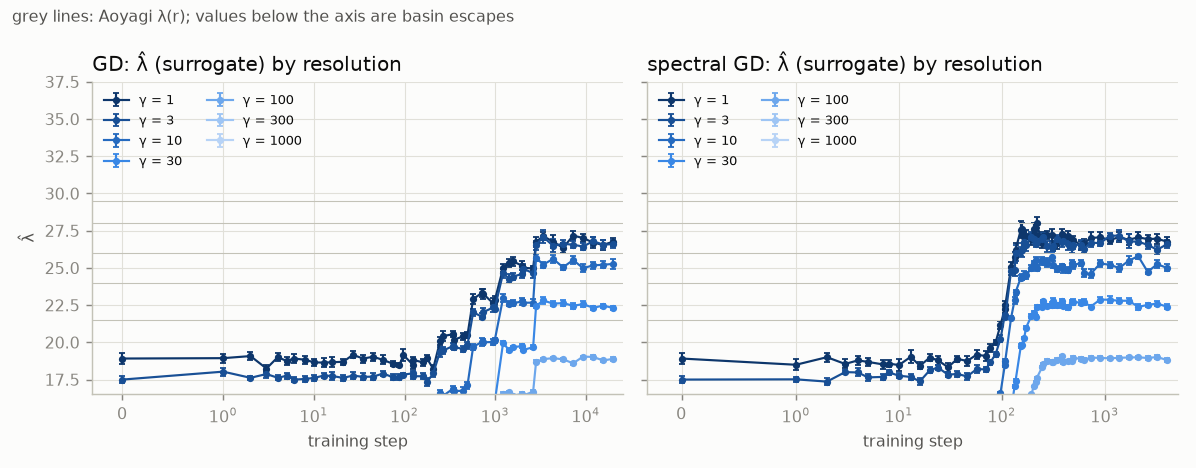 grey lines: Aoyagi λ(r); values below the axis are basin escapes
GD: λ̂ (surrogate) by resolution
37.5
35.0
32.5
30.0
27.5
25.0
22.5
20.0
17.5
λ̂
γ = 1
γ = 3
γ = 10
γ = 30
γ = 100
γ = 300
γ = 1000
0
10⁰
10¹
10²
10³
10⁴
training step
spectral GD: λ̂ (surrogate) by resolution
γ = 1
γ = 3
γ = 10
γ = 30
γ = 100
γ = 300
γ = 1000
0
10⁰
10¹
10²
10³
training step